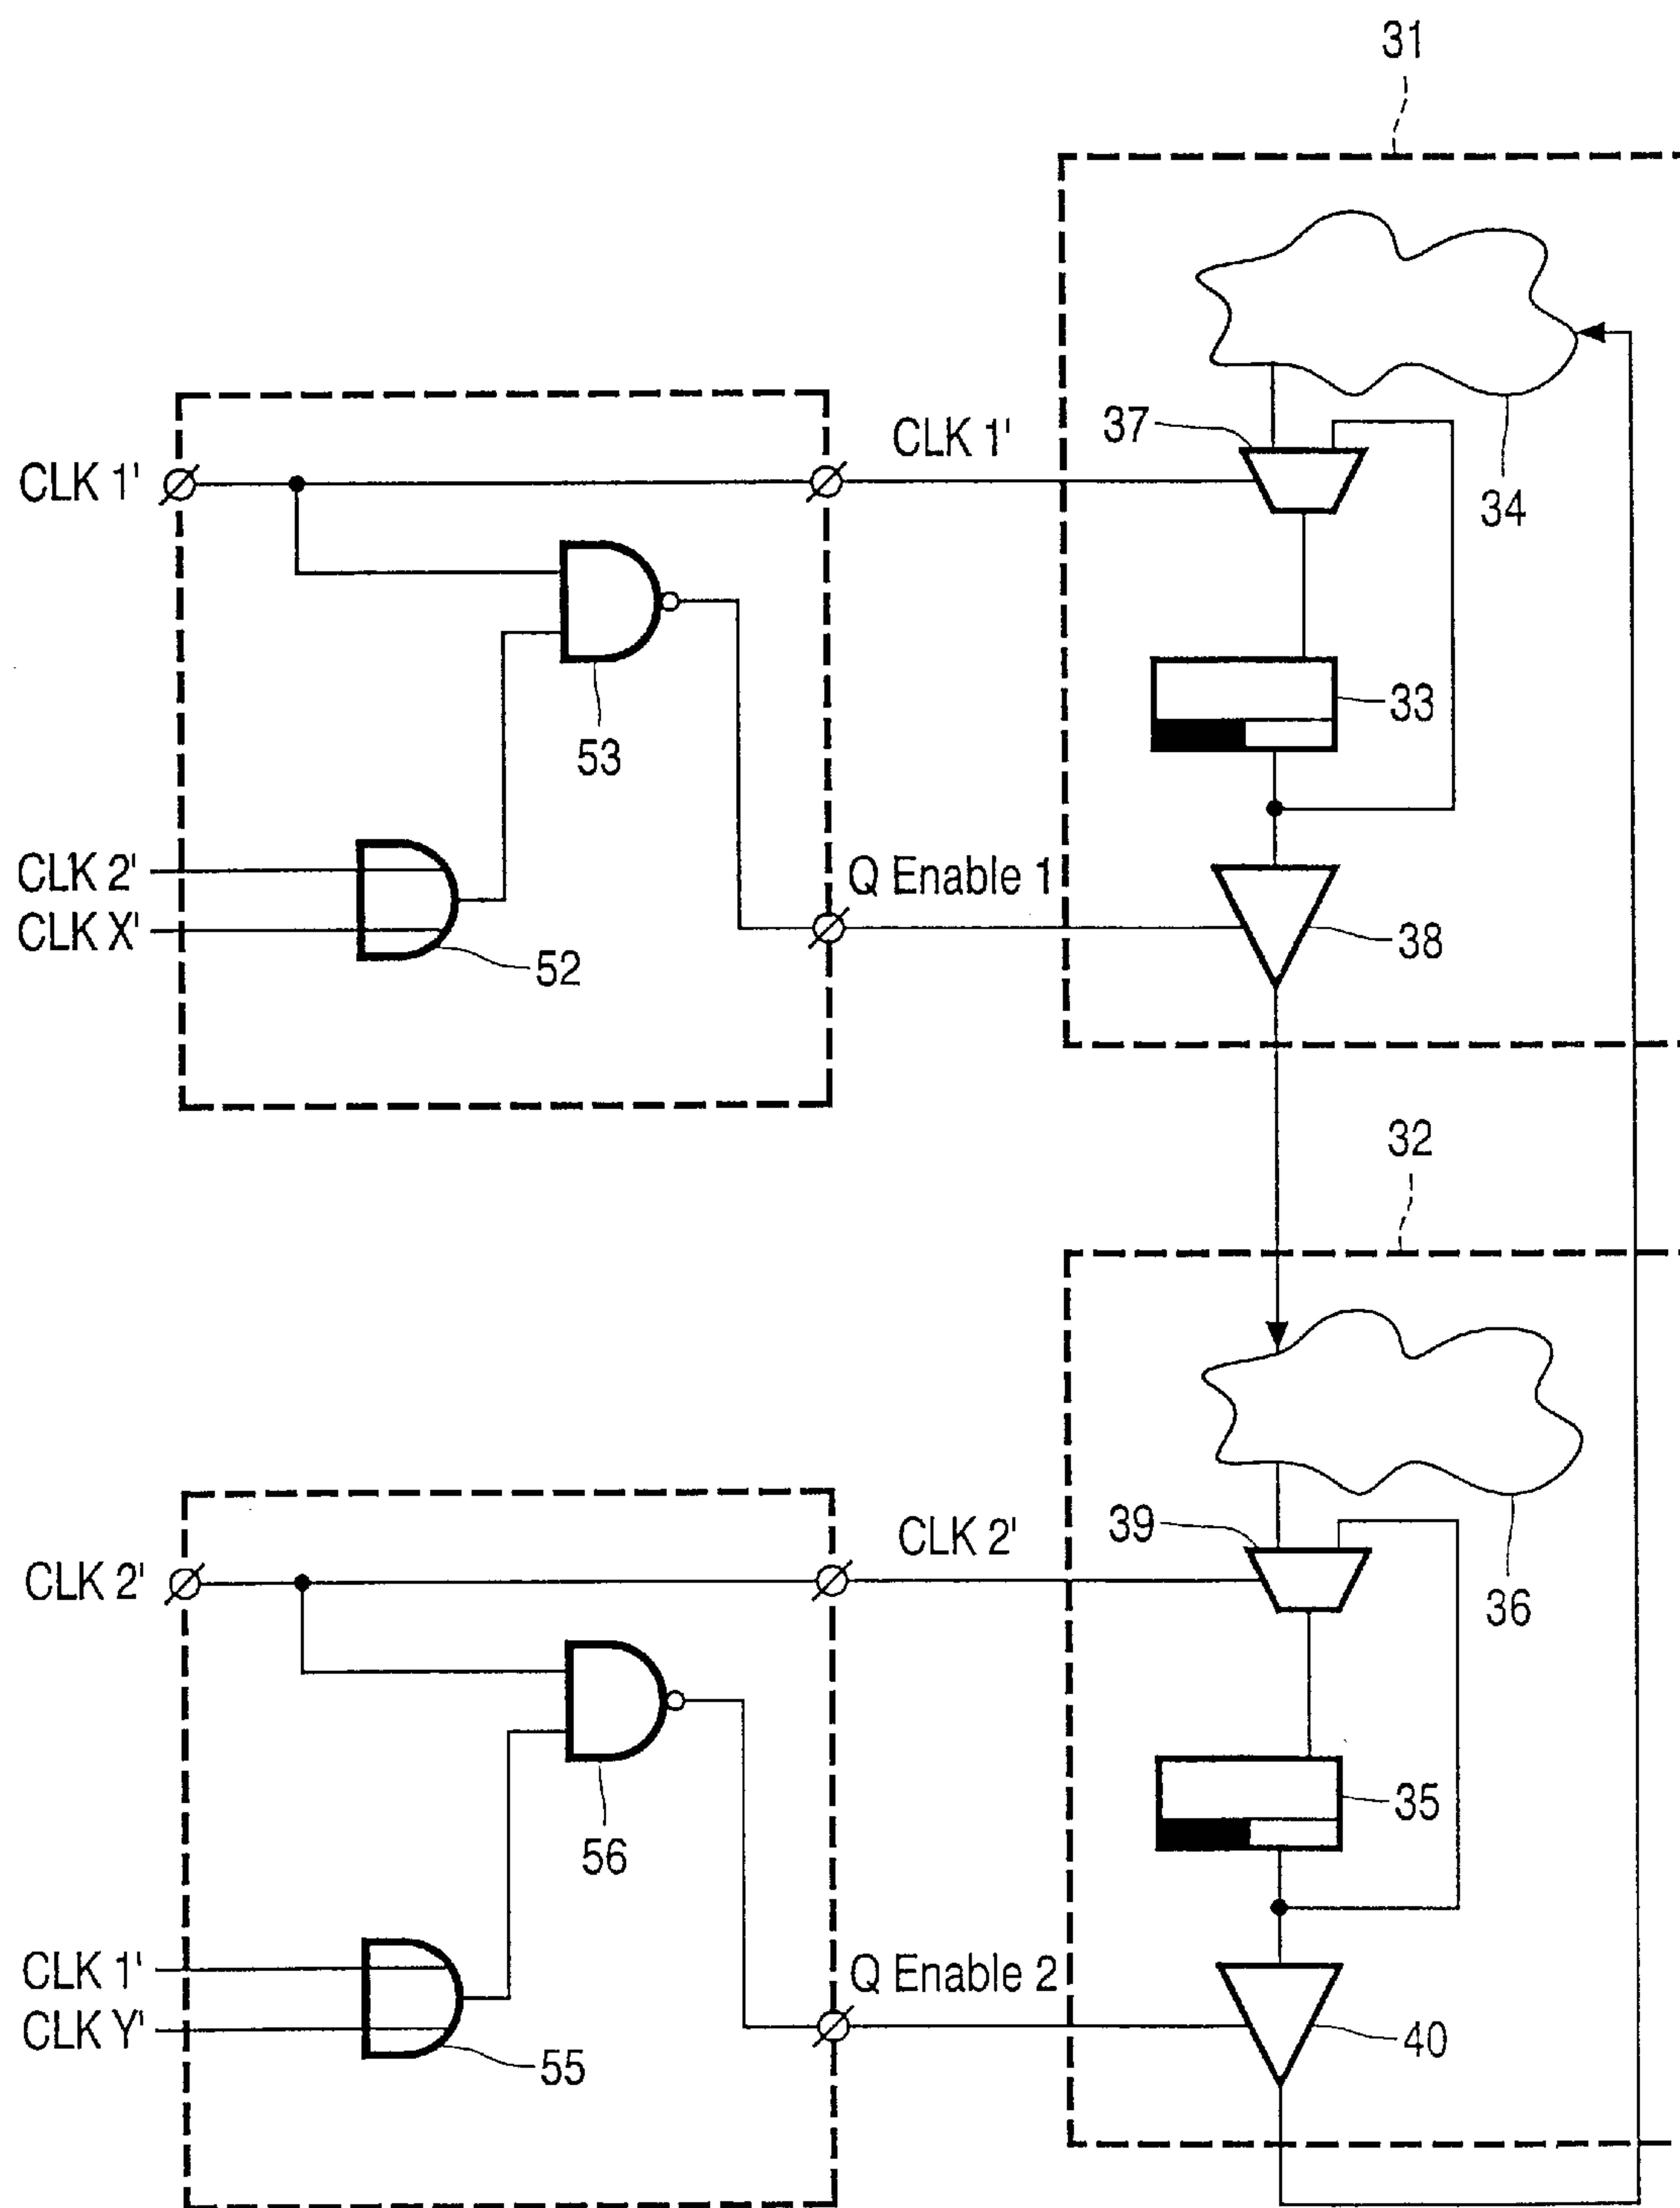 31
34
37
CLK 1'
CLK 1'
53
33
CLK 2'
CLK X'
52
Q Enable 1
38
32
36
39
CLK 2'
CLK 2'
56
35
CLK 1'
CLK Y'
55
Q Enable 2
40